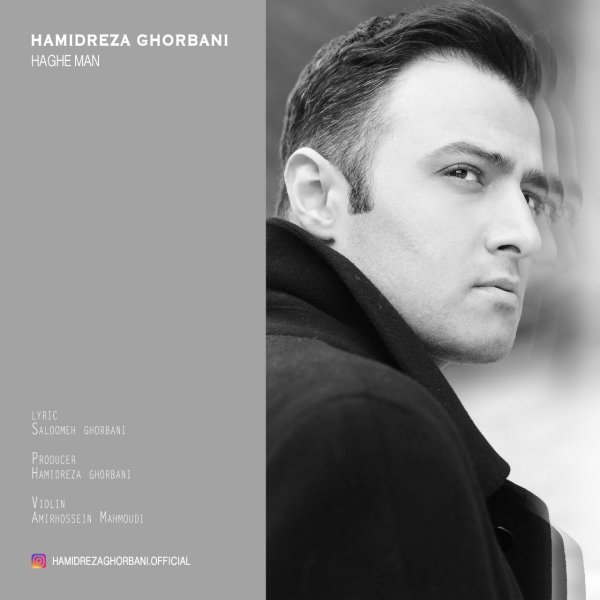 HAMIDREZA GHORBANI
HAGHE MAN
LYRIC
SALOOMEH GHORBANI
PRODUCER
HAMIDREZA GHORBANI
VIOLIN
AMIRHOSSEIN MAHMOUDI
HAMIDREZAGHORBANI.OFFICIAL